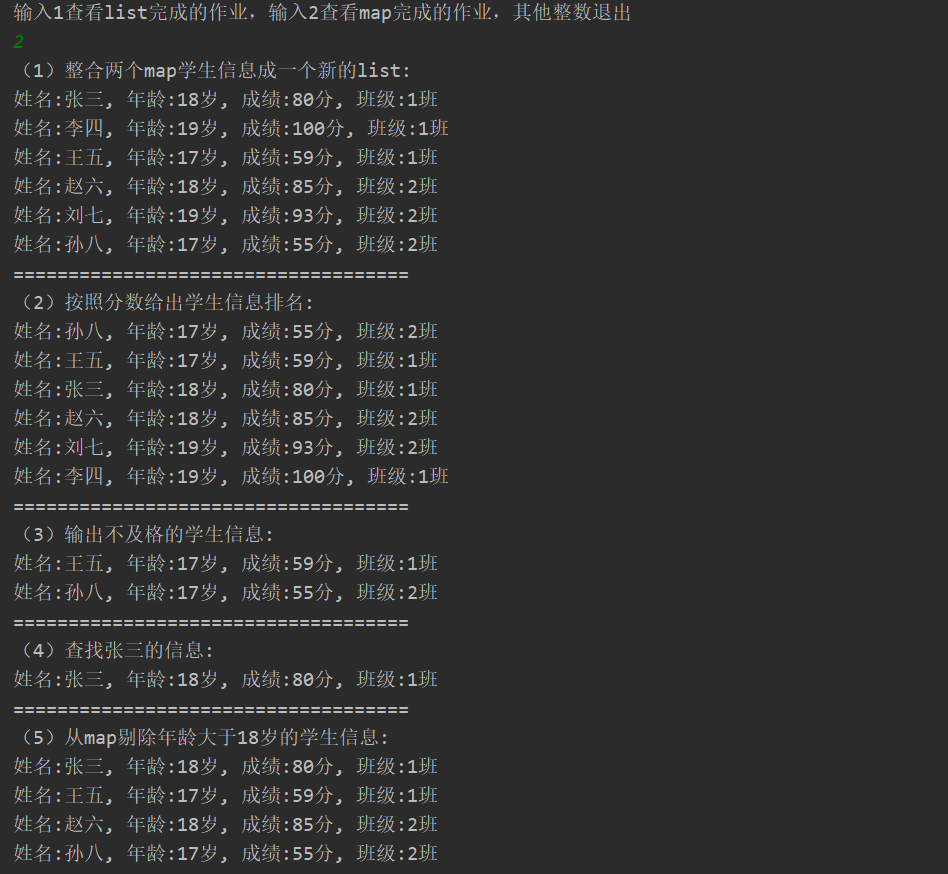 输入1查看list完成的作业，输入2查看map完成的作业，其他整数退出
2
（1）整合两个map学生信息成一个新的list:
姓名:张三, 年龄:18岁, 成绩:80分, 班级:1班
姓名:李四, 年龄:19岁, 成绩:100分, 班级:1班
姓名:王五, 年龄:17岁, 成绩:59分, 班级:1班
姓名:赵六, 年龄:18岁, 成绩:85分, 班级:2班
姓名:刘七, 年龄:19岁, 成绩:93分, 班级:2班
姓名:孙八, 年龄:17岁, 成绩:55分, 班级:2班
====================================
（2）按照分数给出学生信息排名:
姓名:孙八, 年龄:17岁, 成绩:55分, 班级:2班
姓名:王五, 年龄:17岁, 成绩:59分, 班级:1班
姓名:张三, 年龄:18岁, 成绩:80分, 班级:1班
姓名:赵六, 年龄:18岁, 成绩:85分, 班级:2班
姓名:刘七, 年龄:19岁, 成绩:93分, 班级:2班
姓名:李四, 年龄:19岁, 成绩:100分, 班级:1班
====================================
（3）输出不及格的学生信息:
姓名:王五, 年龄:17岁, 成绩:59分, 班级:1班
姓名:孙八, 年龄:17岁, 成绩:55分, 班级:2班
====================================
（4）查找张三的信息:
姓名:张三, 年龄:18岁, 成绩:80分, 班级:1班
====================================
（5）从map剔除年龄大于18岁的学生信息:
姓名:张三, 年龄:18岁, 成绩:80分, 班级:1班
姓名:王五, 年龄:17岁, 成绩:59分, 班级:1班
姓名:赵六, 年龄:18岁, 成绩:85分, 班级:2班
姓名:孙八, 年龄:17岁, 成绩:55分, 班级:2班